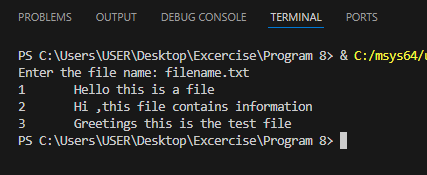 PROBLEMS OUTPUT DEBUG CONSOLE TERMINAL PORTS
PS C:\Users\USER\Desktop\Excercise\Program 8> & C:/msys64/
Enter the file name: filename.txt
1 Hello this is a file
2 Hi ,this file contains information
3 Greetings this is the test file
PS C:\Users\USER\Desktop\Excercise\Program 8>